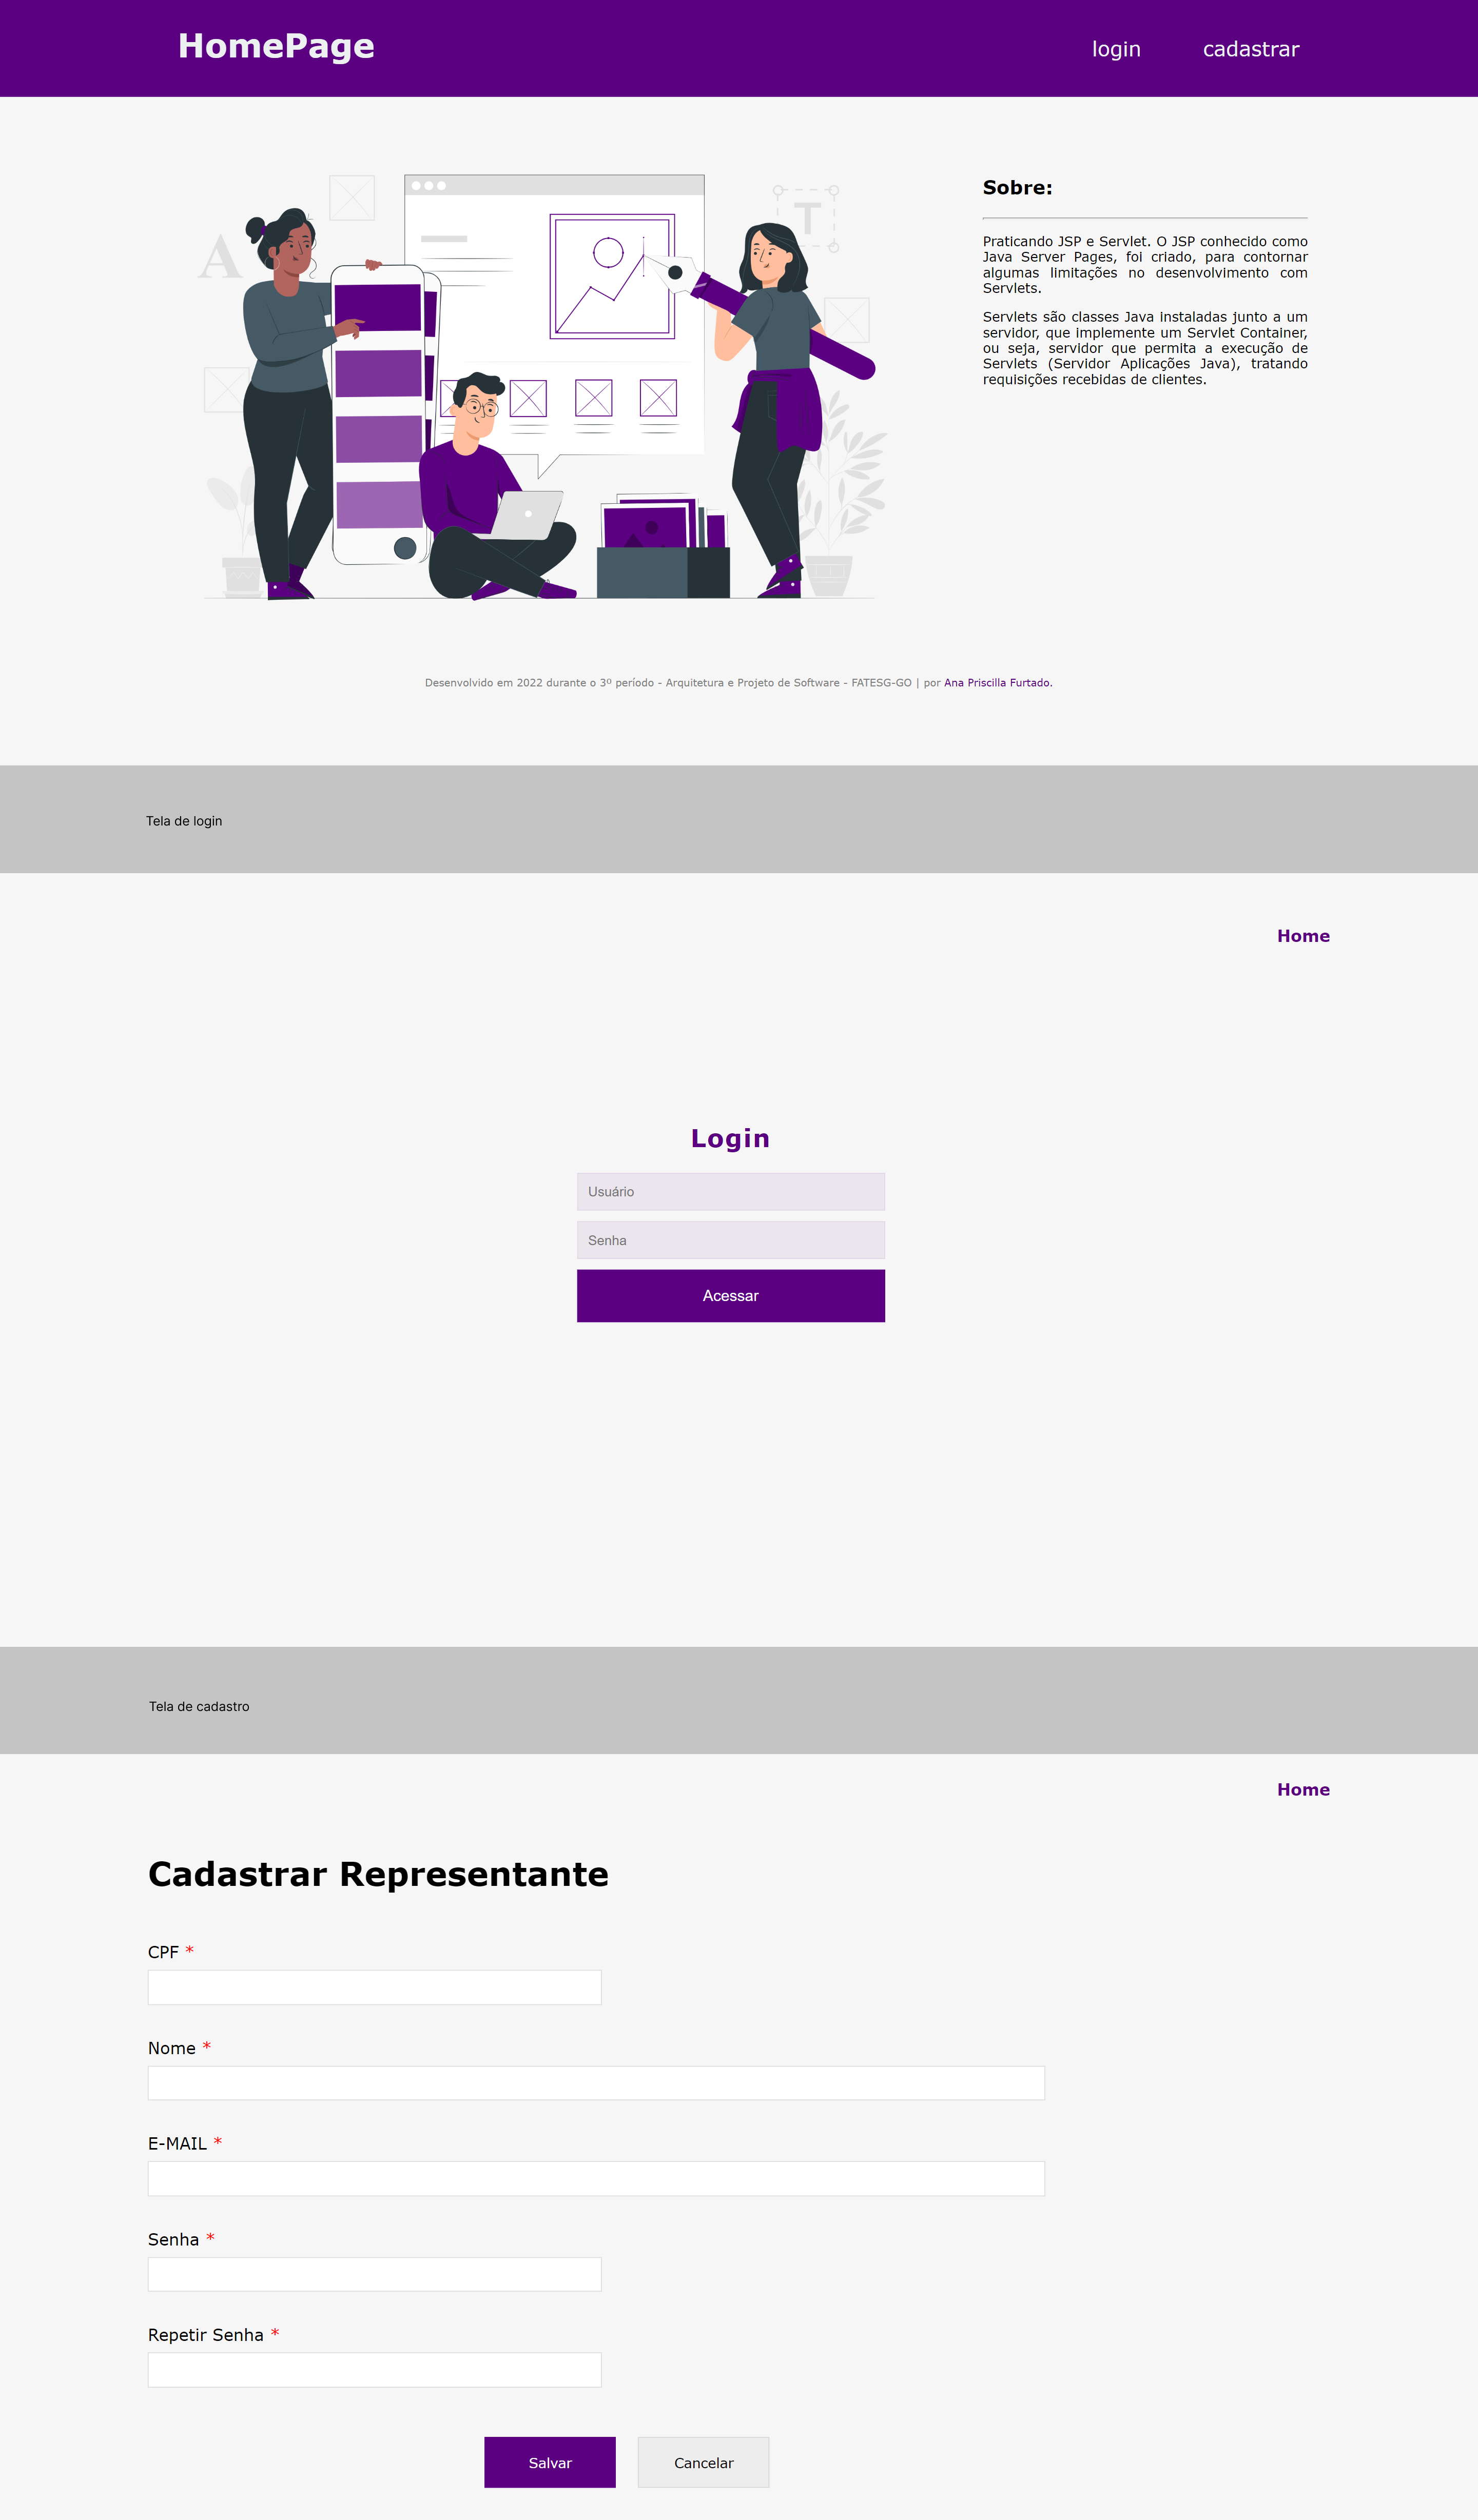 HomePage
login
cadastrar
A
T
Sobre:
Praticando JSP e Servlet. O JSP conhecido como
Java Server Pages, foi criado, para contornar
algumas limitações no desenvolvimento com
Servlets.
Servlets são classes Java instaladas junto a um
servidor, que implemente um Servlet Container,
ou seja, servidor que permita a execução de
Servlets (Servidor Aplicações Java), tratando
requisições recebidas de clientes.
Desenvolvido em 2022 durante o 3º período - Arquitetura e Projeto de Software - FATESG-GO | por Ana Priscilla Furtado.
Tela de login
Home
Login
Usuário
Senha
Acessar
Tela de cadastro
Home
Cadastrar Representante
CPF *
Nome *
E-MAIL *
Senha *
Repetir Senha *
Salvar
Cancelar